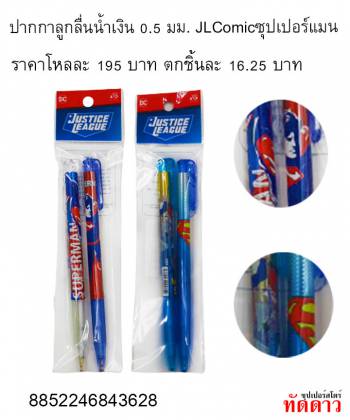 ปากกาลูกลื่นน้ำเงิน 0.5 มม. JLComicซุปเปอร์แมน
ราคาโหลละ 195 บาท ตกชิ้นละ 16.25 บาท
DC
JUSTICE
LEAGUE
DC
JUSTICE
LEAGUE
SUPERMAN
8852246843628
ซุปเปอร์สโตร์
ทัดดาว